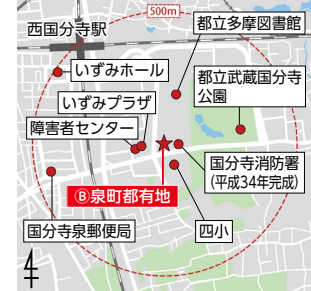 500m
西国分寺駅
都立多摩図書館
いずみホール
都立武蔵国分寺
公園
いずみプラザ
障害者センター
国分寺消防署
(平成34年完成)
Ⓑ泉町都有地
国分寺泉郵便局
四小